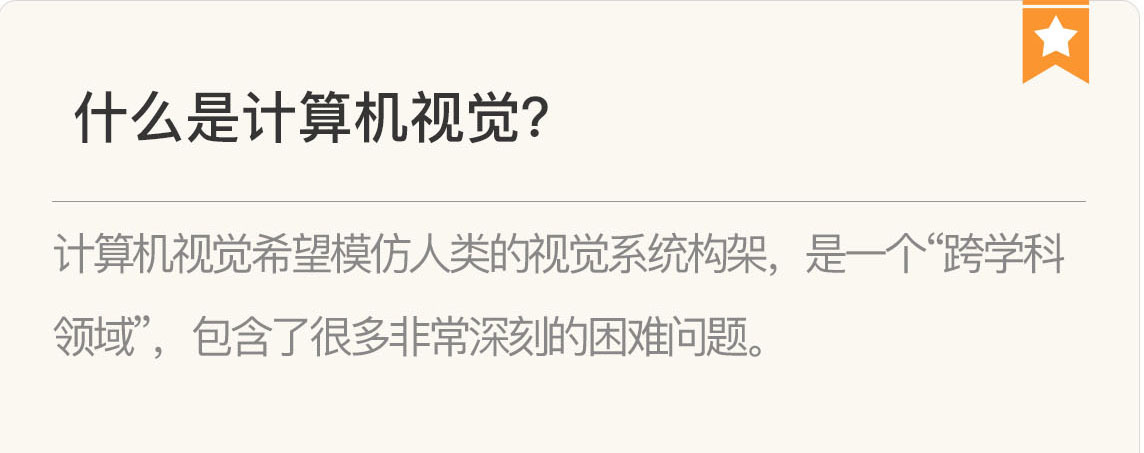 什么是计算机视觉？
计算机视觉希望模仿人类的视觉系统构架，是一个“跨学科
领域”，包含了很多非常深刻的困难问题。